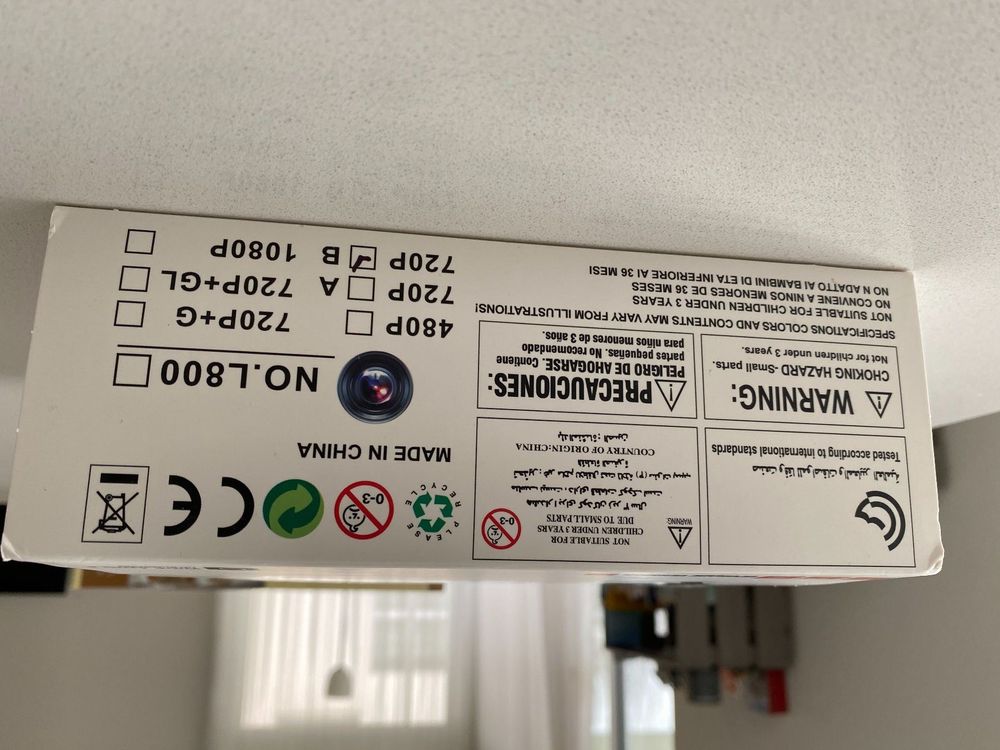 Tested according to International standards
WARNING:
CHOKING HAZARD -Small parts.
Not for children under 3 years.
WARNING
NOT SUITABLE FOR
CHILDREN UNDER 3 YEARS
DUE TO SMALL PARTS
0-3
COUNTRY OF ORIGIN:CHINA
بلد المنشأة : الصين
PRECAUCIONES:
PELIGRO DE AHOGARSE. Contiene
partes pequeñas. No recomendado
para niños menores de 3 años.
SPECIFICATIONS COLORS AND CONTENTS MAY VARY FROM ILLUSTRATIONS!
NOT SUITABLE FOR CHILDREN UNDER 3 YEARS
NO CONVIENE A NINOS MENORES DE 36 MESES
NO N ADATTO AI BAMBINI DI ETA INFERIORE AI 36 MESI
PLEASE RECYCLE
0-3
CE
MADE IN CHINA
NO.L800
480P
720P+G
720P A
720P+GL
720P B
1080P